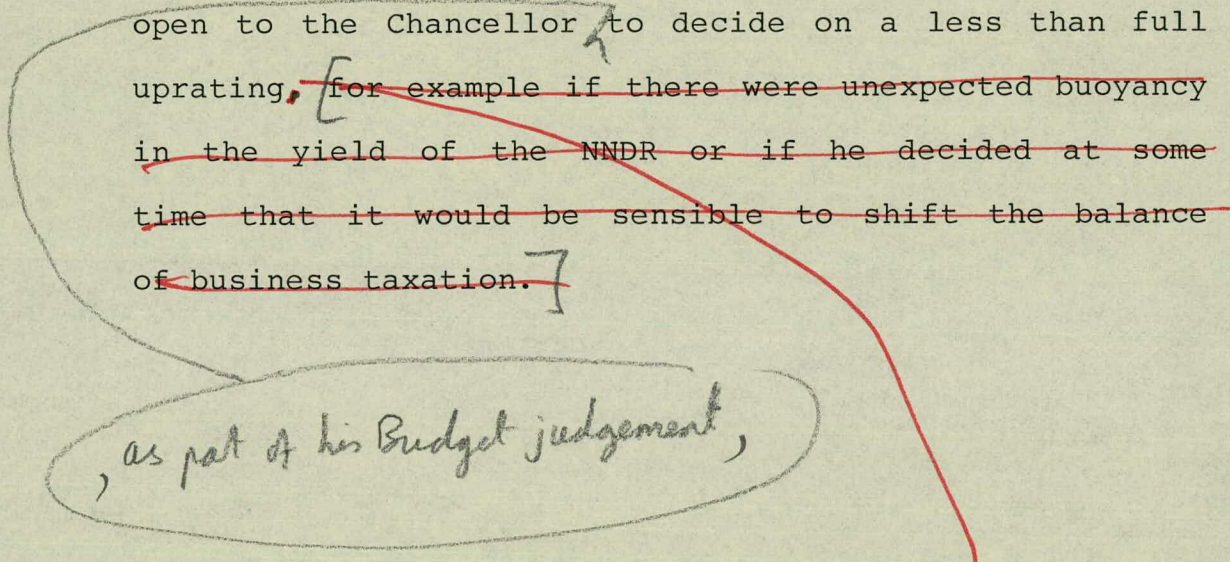 open to the Chancellor to decide on a less than full
uprating, [for example if there were unexpected buoyancy
in the yield of the NNDR or if he decided at some
time that it would be sensible to shift the balance
of business taxation.]
, as part of his Budget judgement,